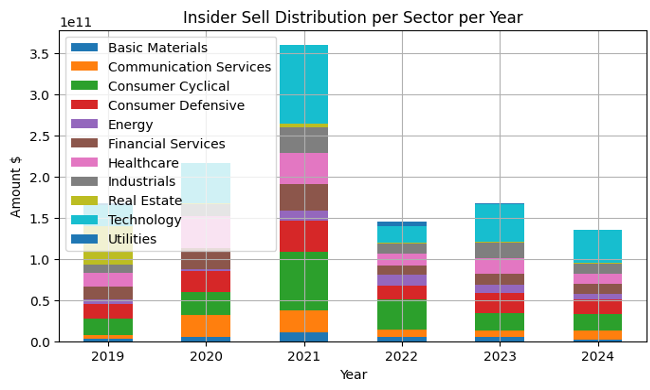 Insider Sell Distribution per Sector per Year
1e11
Basic Materials
Communication Services
Consumer Cyclical
Consumer Defensive
Energy
Financial Services
Healthcare
Industrials
Real Estate
Technology
Utilities
3.5
3.0
2.5
2.0
1.5
1.0
0.5
0.0
Amount $
2019 2020 2021 2022 2023 2024
Year